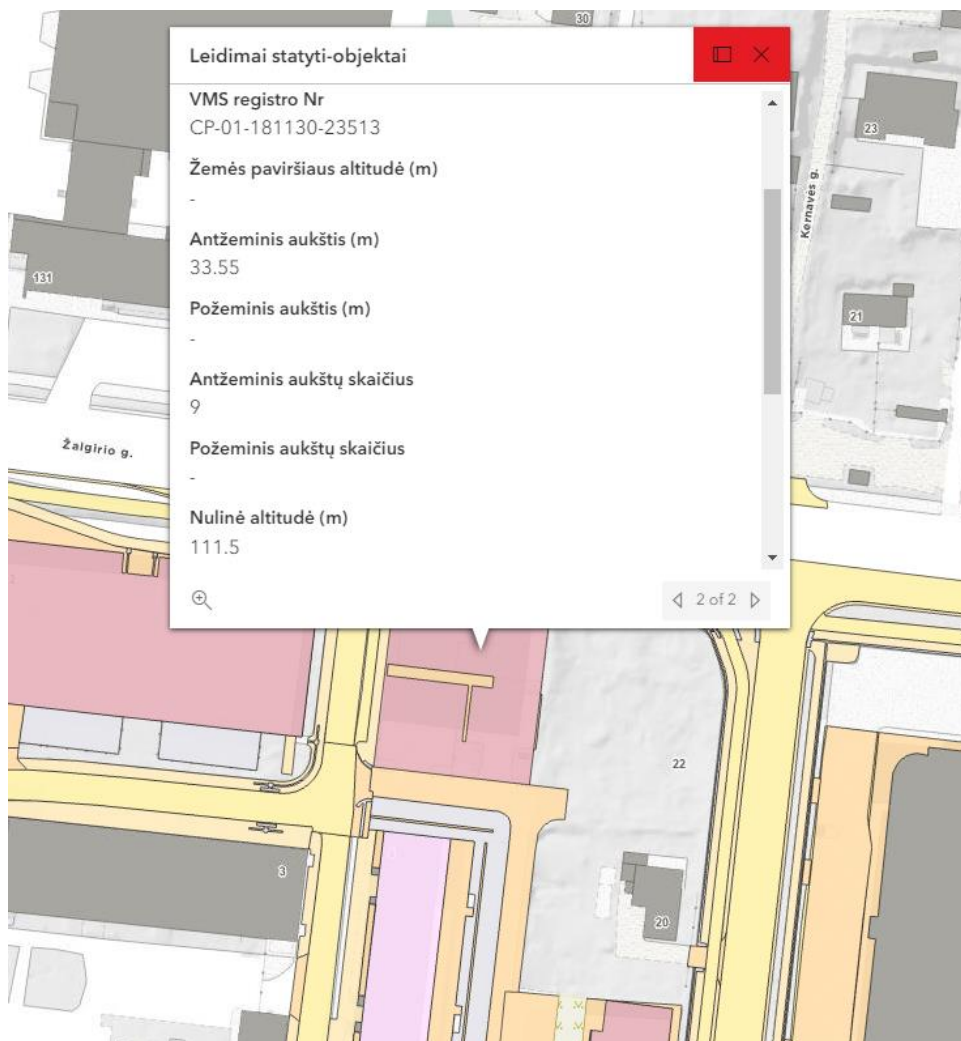 30
Leidimai statyti-objektai
VMS registro Nr
CP-01-181130-23513
Žemės paviršiaus altitudė (m)
-
Antžeminis aukštis (m)
33.55
Požeminis aukštis (m)
-
Antžeminis aukštų skaičius
9
Požeminis aukštų skaičius
-
Nulinė altitudė (m)
111.5
2 of 2
23
Kernavės g.
131
21
Žalgirio g.
22
3
20